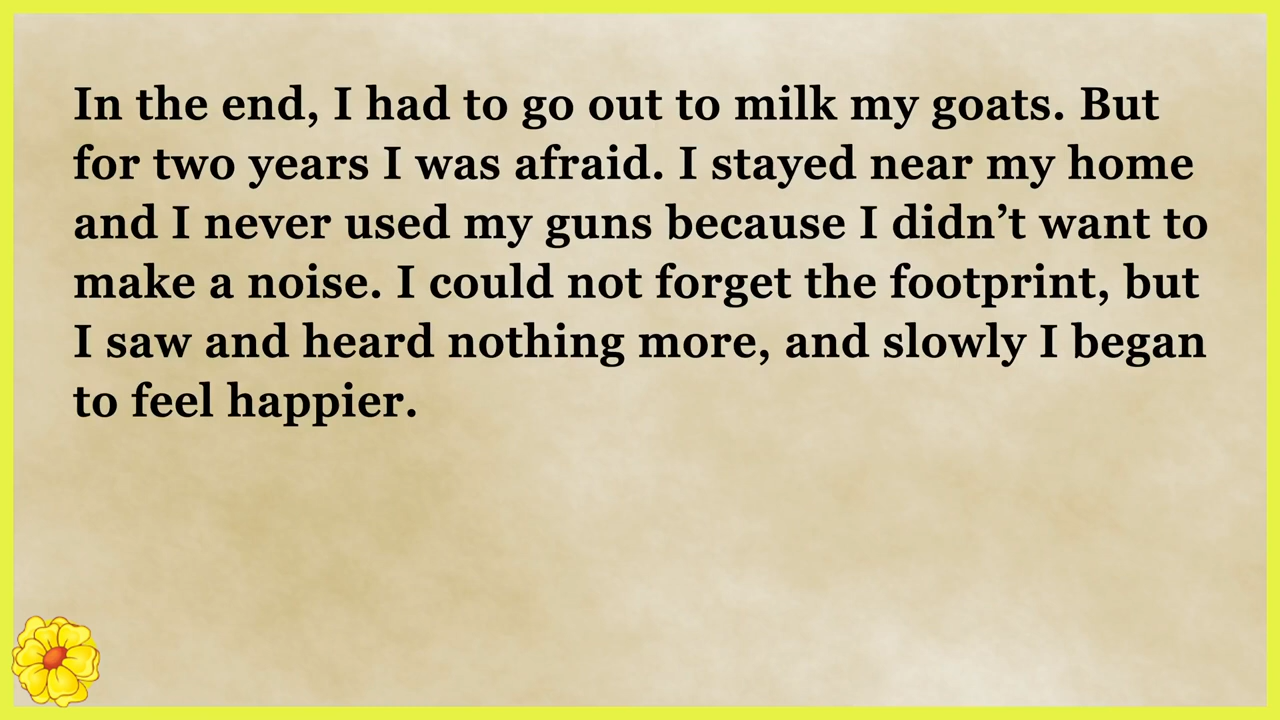 In the end, I had to go out to milk my goats. But
for two years I was afraid. I stayed near my home
and I never used my guns because I didn’t want to
make a noise. I could not forget the footprint, but
I saw and heard nothing more, and slowly I began
to feel happier.